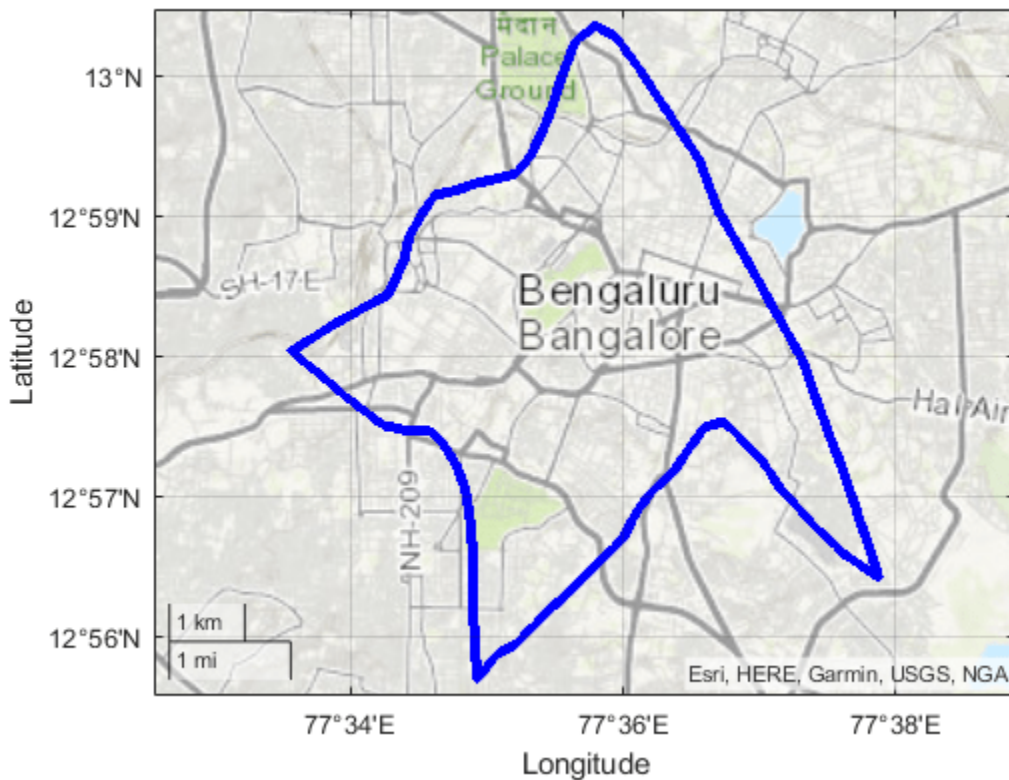 मेदान
Palace
Ground
13°N
12°59'N
SH-17E
Bengaluru
Bangalore
12°58'N
Hal Air
12°57'N
NH-209
12°56'N
1 km
1 mi
Esri, HERE, Garmin, USGS, NGA
77°34'E
77°36'E
77°38'E
Latitude
Longitude